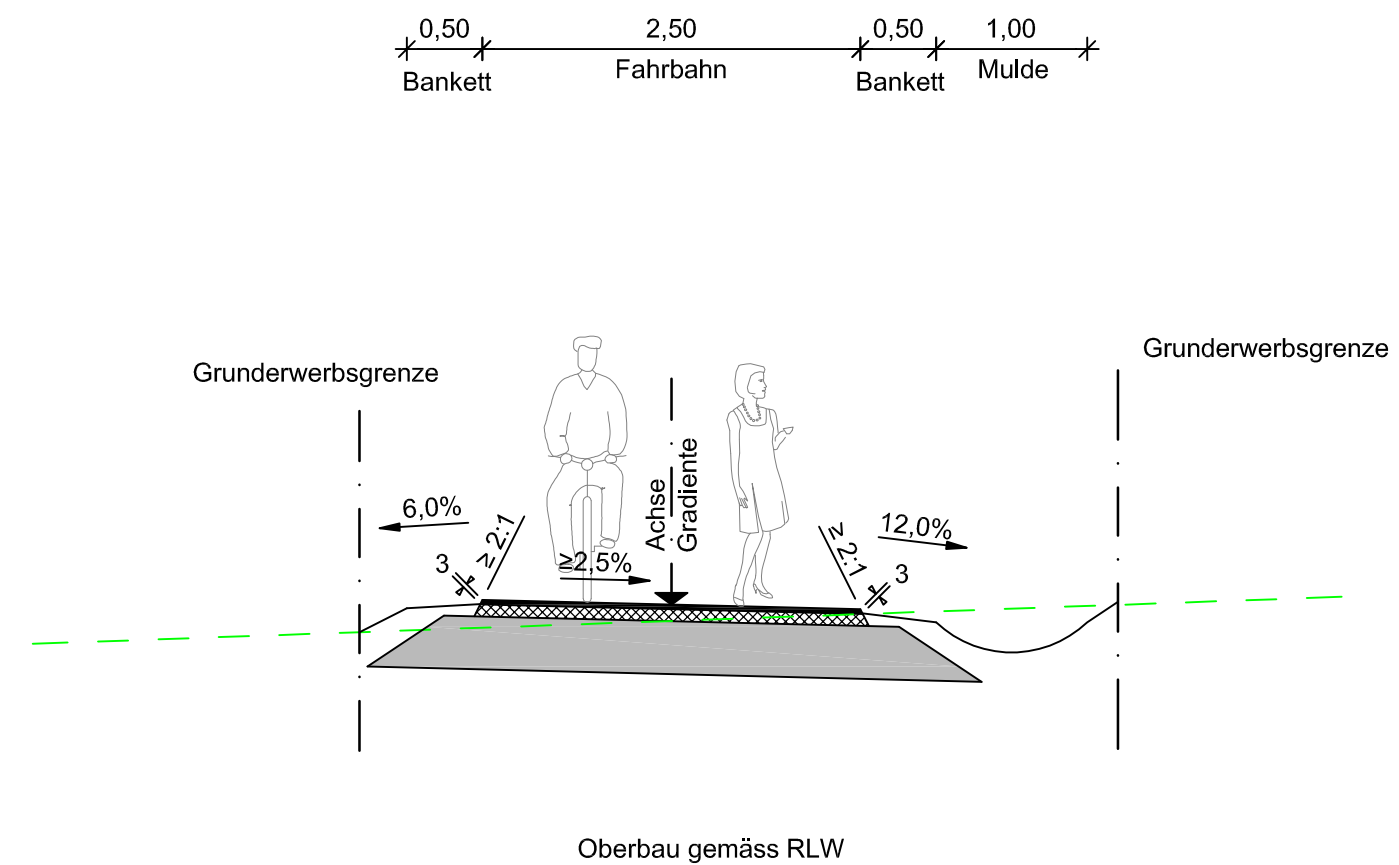 0,50 2,50 0,50 1,00
Bankett Fahrbahn Bankett Mulde
Grunderwerbsgrenze
Grunderwerbsgrenze
6,0%
≥ 2:1
3
≥2,5%
Achse
Gradiente
≥ 2:1
12,0%
3
Oberbau gemäss RLW